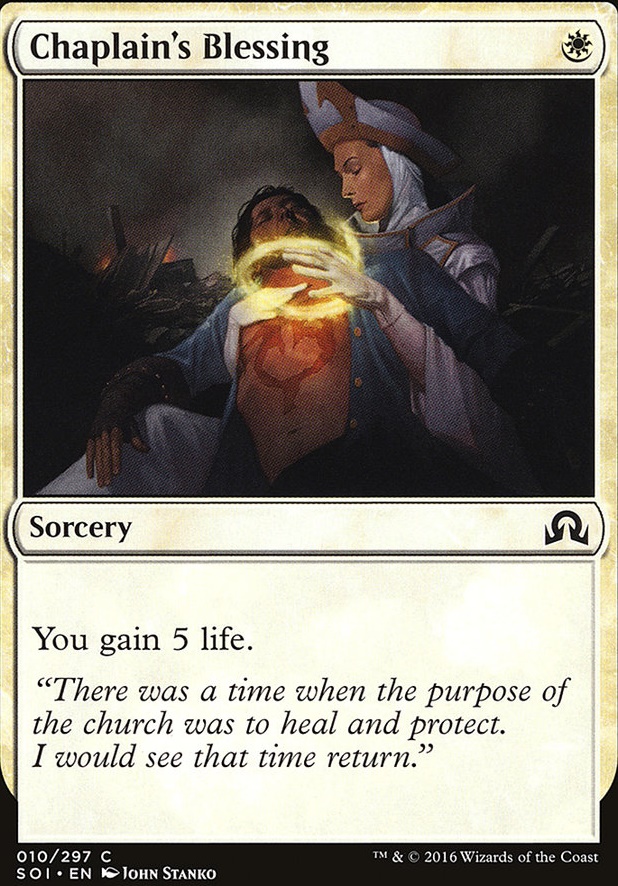 Chaplain's Blessing
Sorcery
You gain 5 life.
“There was a time when the purpose of
the church was to heal and protect.
I would see that time return.”
010/297 C
SOI • EN John Stanko
™ & © 2016 Wizards of the Coast